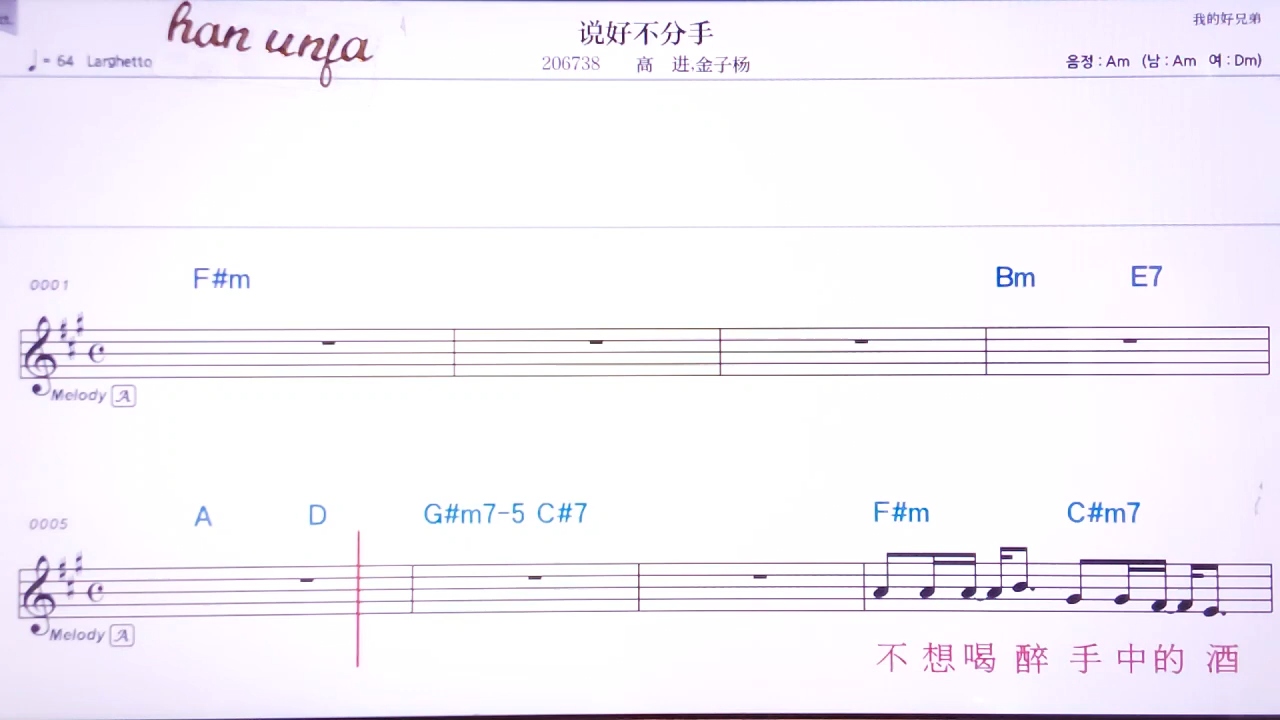 han unfa
说好不分手
我的好兄弟
♩= 64 Larghetto
206738 高 进,金子杨
음정 : Am (남 : Am 여 : Dm)
0001 F#m Bm E7
Melody A
0005 A D G#m7-5 C#7 F#m C#m7
Melody A
不 想 喝 醉 手 中 的 酒